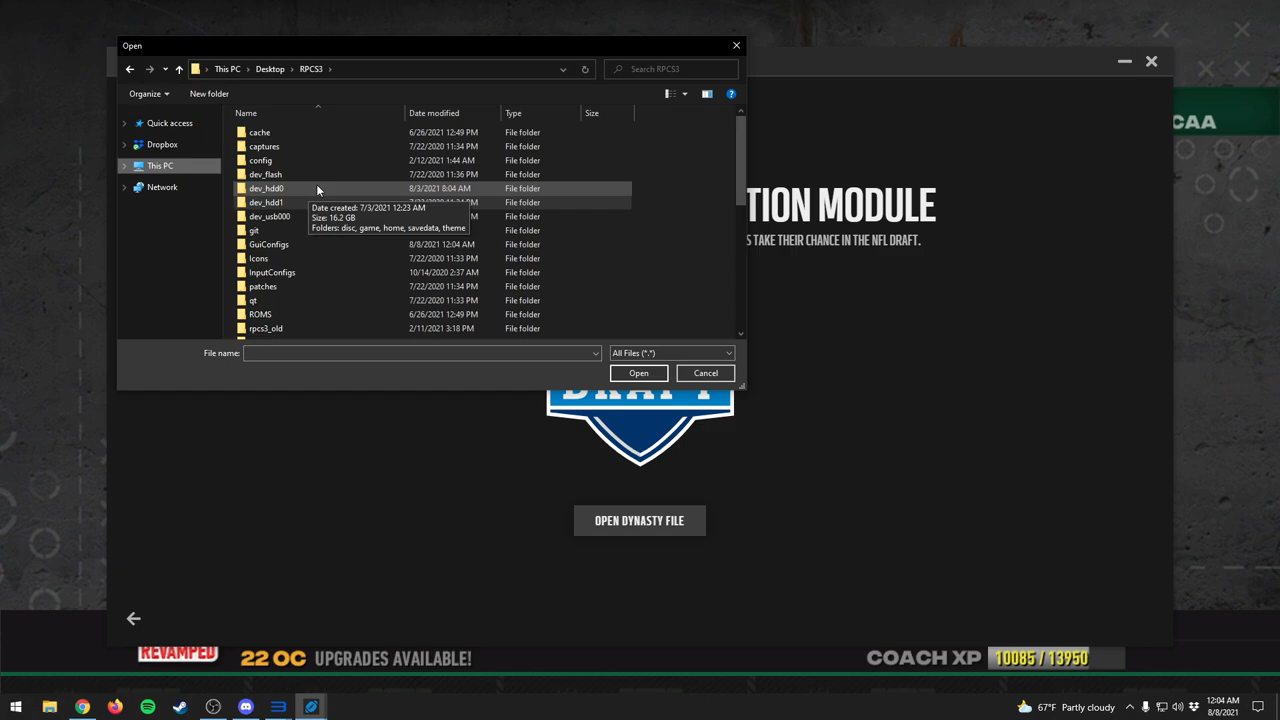 Open
This PC > Desktop > RPCS3 >
Search RPCS3
Organize
New folder
Name
Date modified
Type
Size
Quick access
Dropbox
This PC
Network
cache 6/26/2021 12:49 PM File folder
captures 7/22/2020 11:34 PM File folder
config 2/12/2021 1:44 AM File folder
dev_flash 7/22/2020 11:36 PM File folder
dev_hdd0 8/3/2021 8:04 AM File folder
dev_hdd1 File folder
dev_usb000 PM File folder
git File folder
GuiConfigs 8/8/2021 12:04 AM File folder
Icons 7/22/2020 11:33 PM File folder
InputConfigs 10/14/2020 2:37 AM File folder
patches 7/22/2020 11:34 PM File folder
qt 7/22/2020 11:33 PM File folder
ROMS 6/26/2021 12:49 PM File folder
rpcs3_old 2/11/2021 3:18 PM File folder
Date created: 7/3/2021 12:23 AM
Size: 16.2 GB
Folders: disc, game, home, savedata, theme
File name:
All Files (*.*)
Open
Cancel
CAA
TION MODULE
S TAKE THEIR CHANCE IN THE NFL DRAFT.
DRAFT
OPEN DYNASTY FILE
REVAMPED
22 OC UPGRADES AVAILABLE!
COACH XP 10085 / 13950
67°F Partly cloudy
12:04 AM
8/8/2021